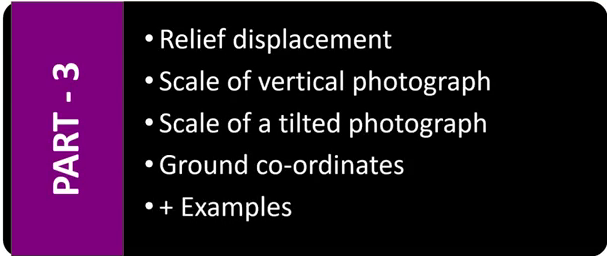 PART - 3
• Relief displacement
• Scale of vertical photograph
• Scale of a tilted photograph
• Ground co-ordinates
• + Examples